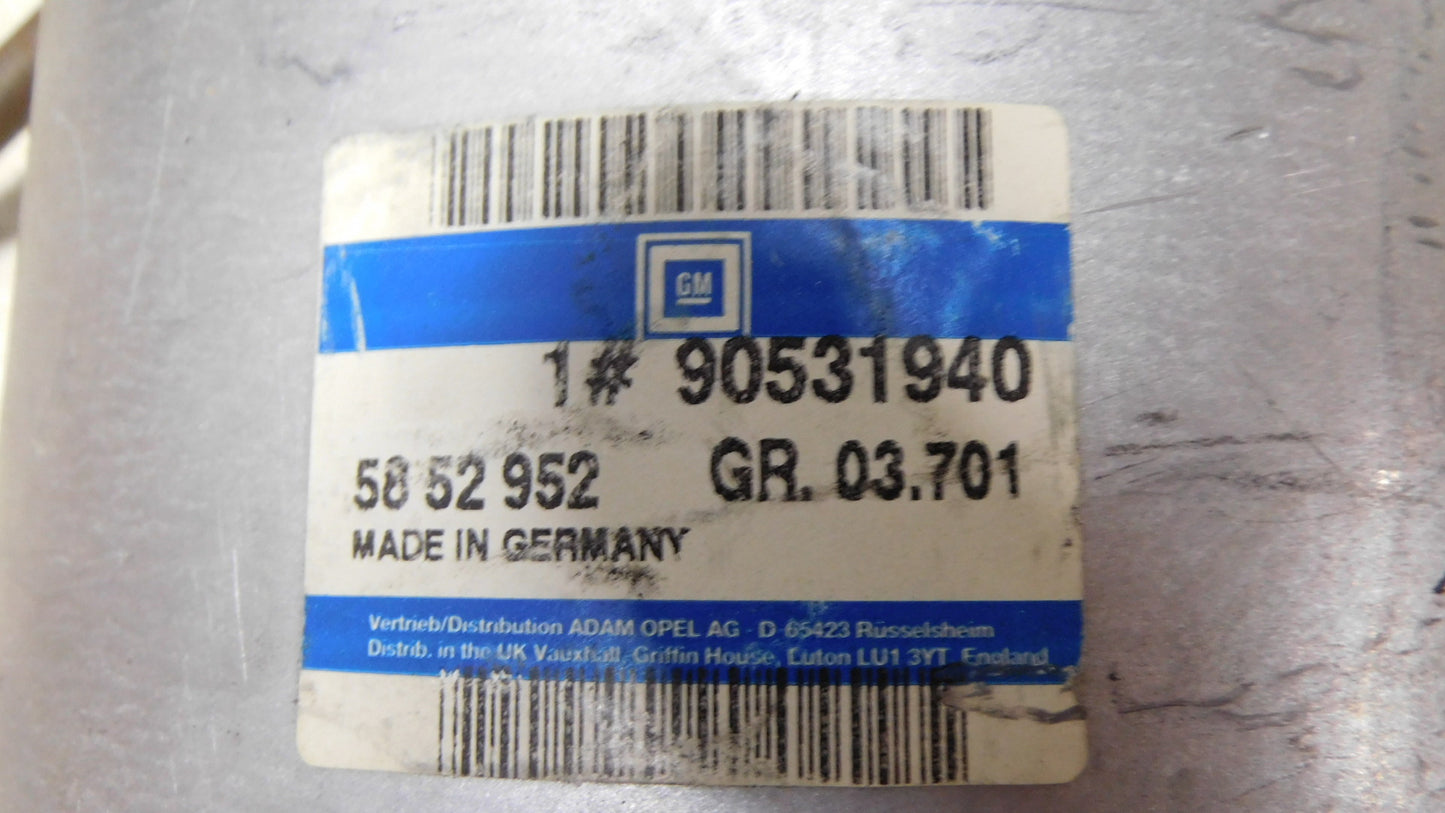 GM
1# 90531940
58 52 952 GR. 03.701
MADE IN GERMANY
Vertrieb/Distribution ADAM OPEL AG - D-65423 Rüsselsheim
Distrib. in the UK Vauxhall, Griffin House, Luton LU1 3YT, England